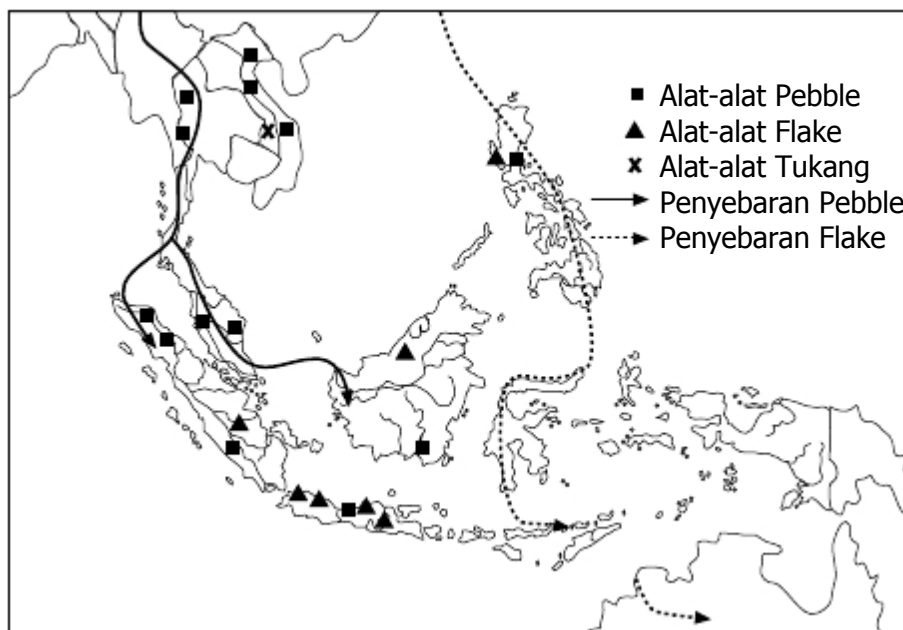 Alat-alat Pebble
Alat-alat Flake
Alat-alat Tukang
Penyebaran Pebble
Penyebaran Flake